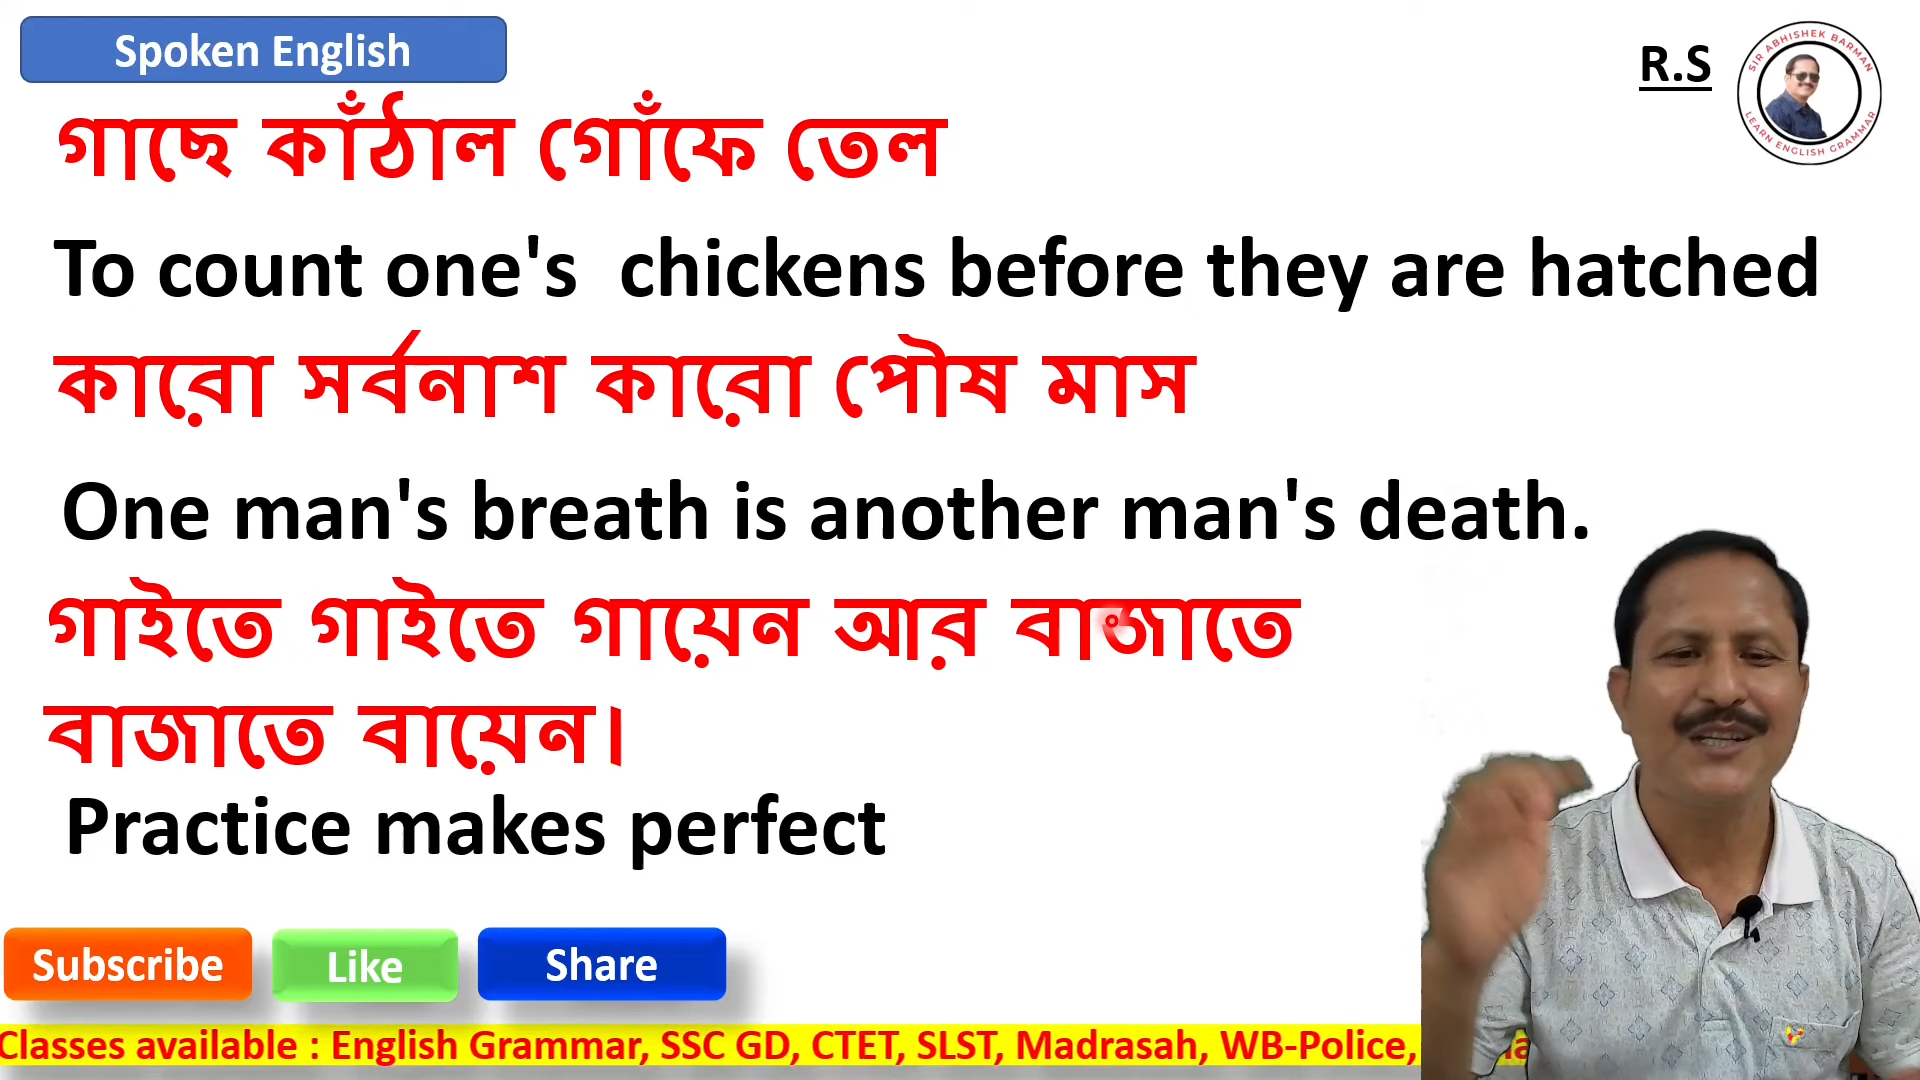 Spoken English
R.S
SIR ABHISHEK BARMAN
LEARN ENGLISH GRAMMAR
গাছে কাঁঠাল গোঁফে তেল
To count one's chickens before they are hatched
কারো সর্বনাশ কারো পৌষ মাস
One man's breath is another man's death.
গাইতে গাইতে গায়েন আর বাজাতে
বাজাতে বায়েন।
Practice makes perfect
Subscribe
Like
Share
Classes available : English Grammar, SSC GD, CTET, SLST, Madrasah, WB-Police,